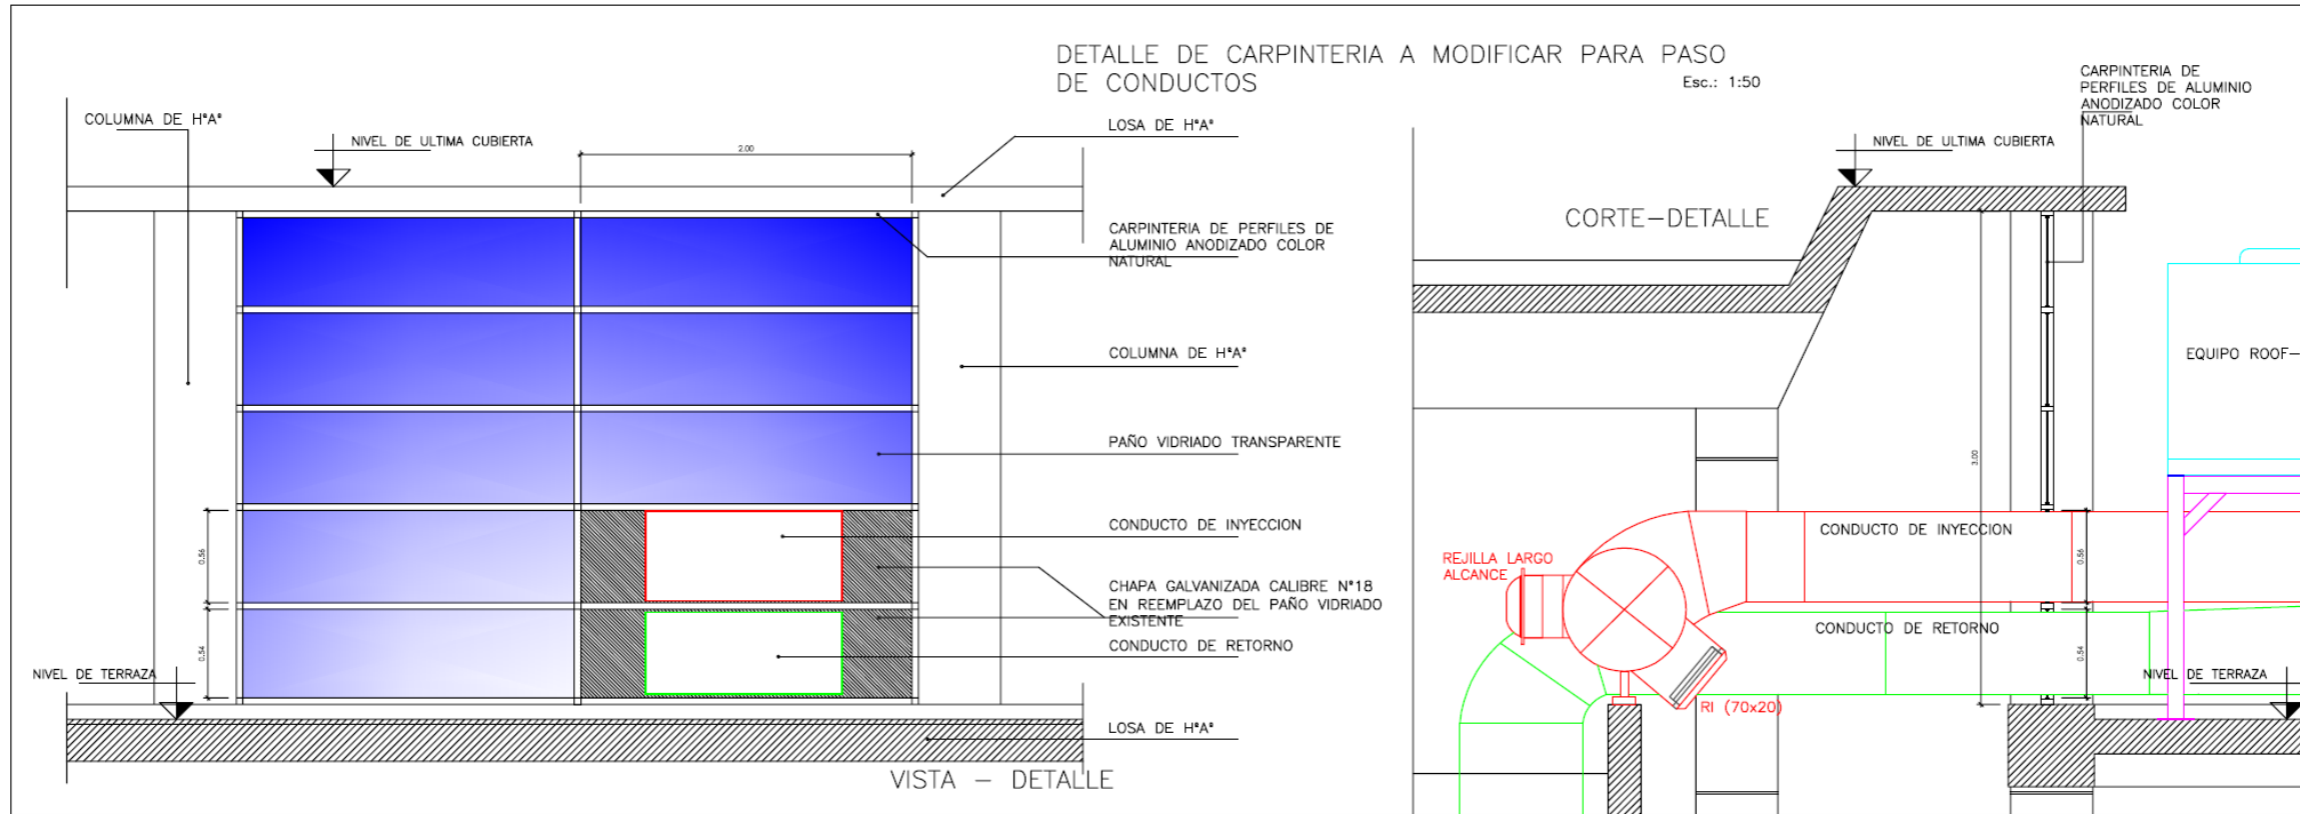 DETALLE DE CARPINTERIA A MODIFICAR PARA PASO
DE CONDUCTOS
Esc.: 1:50
COLUMNA DE HªAª
NIVEL DE ULTIMA CUBIERTA
2.00
LOSA DE HªAª
CARPINTERIA DE PERFILES DE
ALUMINIO ANODIZADO COLOR
NATURAL
COLUMNA DE HªAª
PAÑO VIDRIADO TRANSPARENTE
CONDUCTO DE INYECCION
CHAPA GALVANIZADA CALIBRE Nº18
EN REEMPLAZO DEL PAÑO VIDRIADO
EXISTENTE
CONDUCTO DE RETORNO
0.56
0.54
NIVEL DE TERRAZA
LOSA DE HªAª
VISTA - DETALLE
CARPINTERIA DE
PERFILES DE ALUMINIO
ANODIZADO COLOR
NATURAL
NIVEL DE ULTIMA CUBIERTA
CORTE-DETALLE
EQUIPO ROOF-
3.00
CONDUCTO DE INYECCION
REJILLA LARGO
ALCANCE
0.56
CONDUCTO DE RETORNO
0.54
NIVEL DE TERRAZA
RI (70x20)